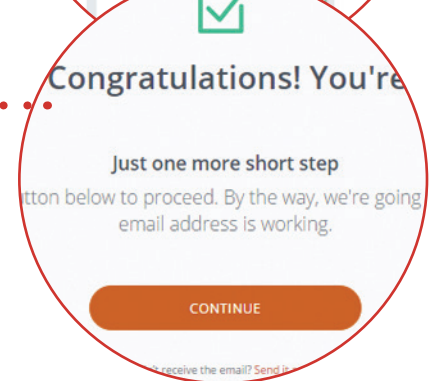 Congratulations! You're
Just one more short step
tton below to proceed. By the way, we're going
email address is working.
CONTINUE
't receive the email? Send it